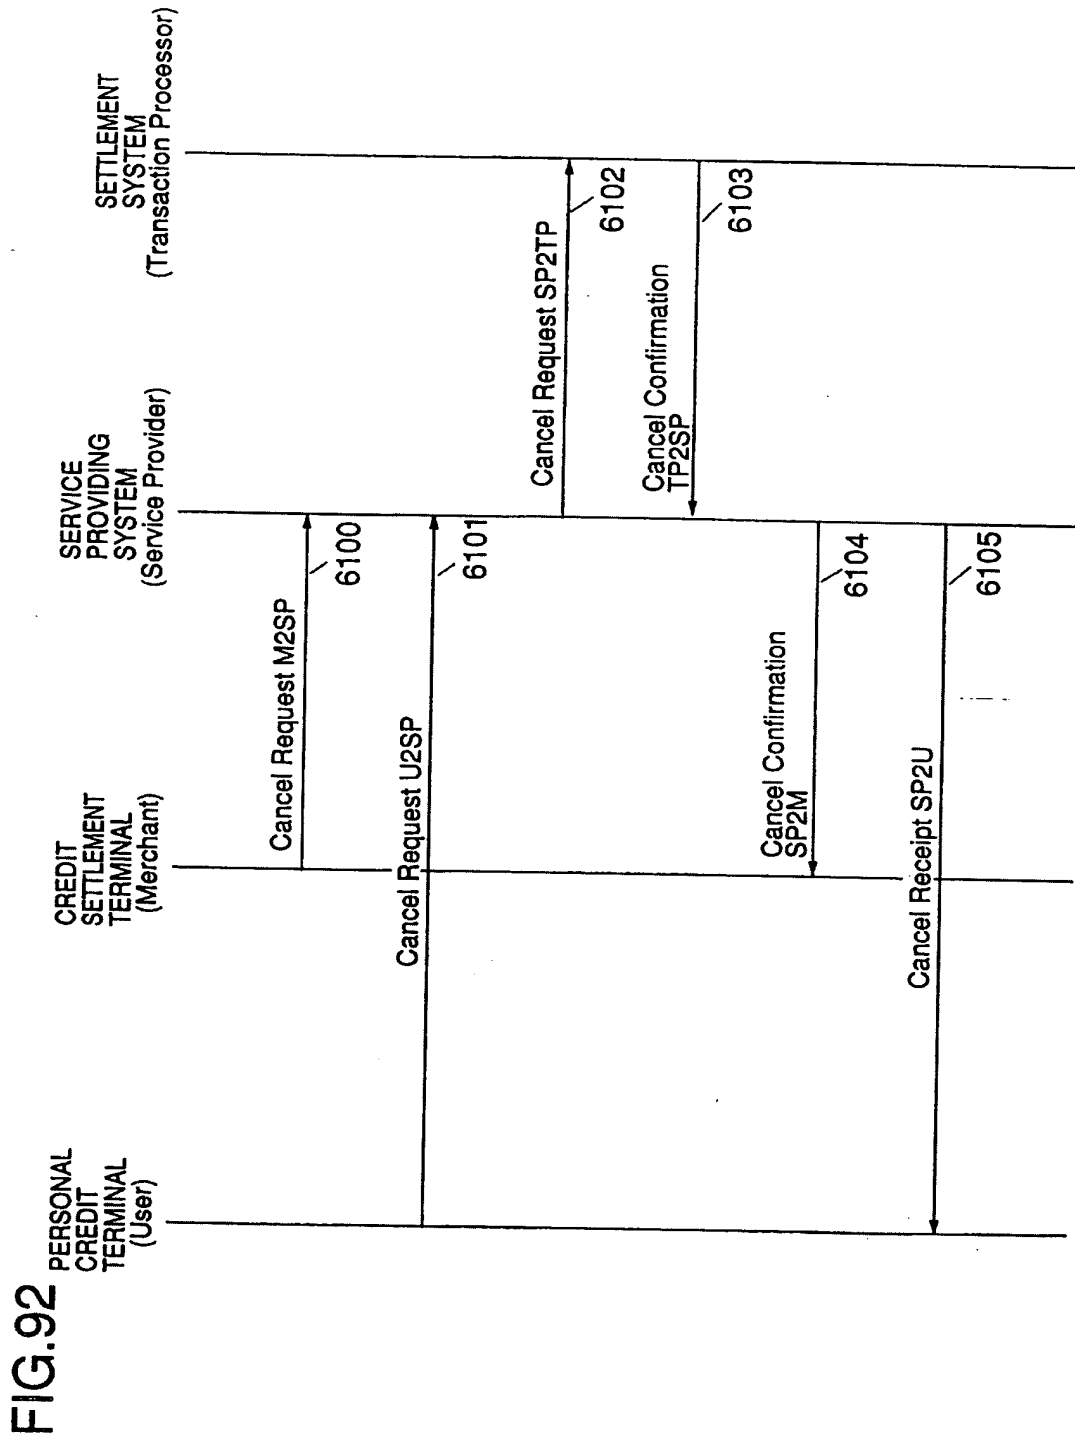 FIG.92
PERSONAL
CREDIT
TERMINAL
(User)
CREDIT
SETTLEMENT
TERMINAL
(Merchant)
SERVICE
PROVIDING
SYSTEM
(Service Provider)
SETTLEMENT
SYSTEM
(Transaction Processor)
Cancel Request M2SP
6100
Cancel Request U2SP
6101
Cancel Request SP2TP
6102
Cancel Confirmation
TP2SP
6103
Cancel Confirmation
SP2M
6104
Cancel Receipt SP2U
6105